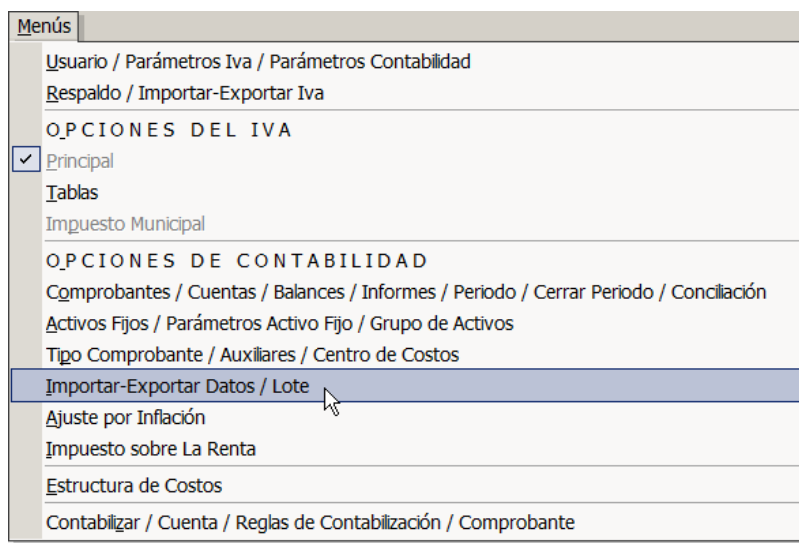 Menús
Usuario / Parámetros Iva / Parámetros Contabilidad
Respaldo / Importar-Exportar Iva
O P C I O N E S   D E L   I V A
Principal
Tablas
Impuesto Municipal
O P C I O N E S   D E   C O N T A B I L I D A D
Comprobantes / Cuentas / Balances / Informes / Periodo / Cerrar Periodo / Conciliación
Activos Fijos / Parámetros Activo Fijo / Grupo de Activos
Tipo Comprobante / Auxiliares / Centro de Costos
Importar-Exportar Datos / Lote
Ajuste por Inflación
Impuesto sobre La Renta
Estructura de Costos
Contabilizar / Cuenta / Reglas de Contabilización / Comprobante